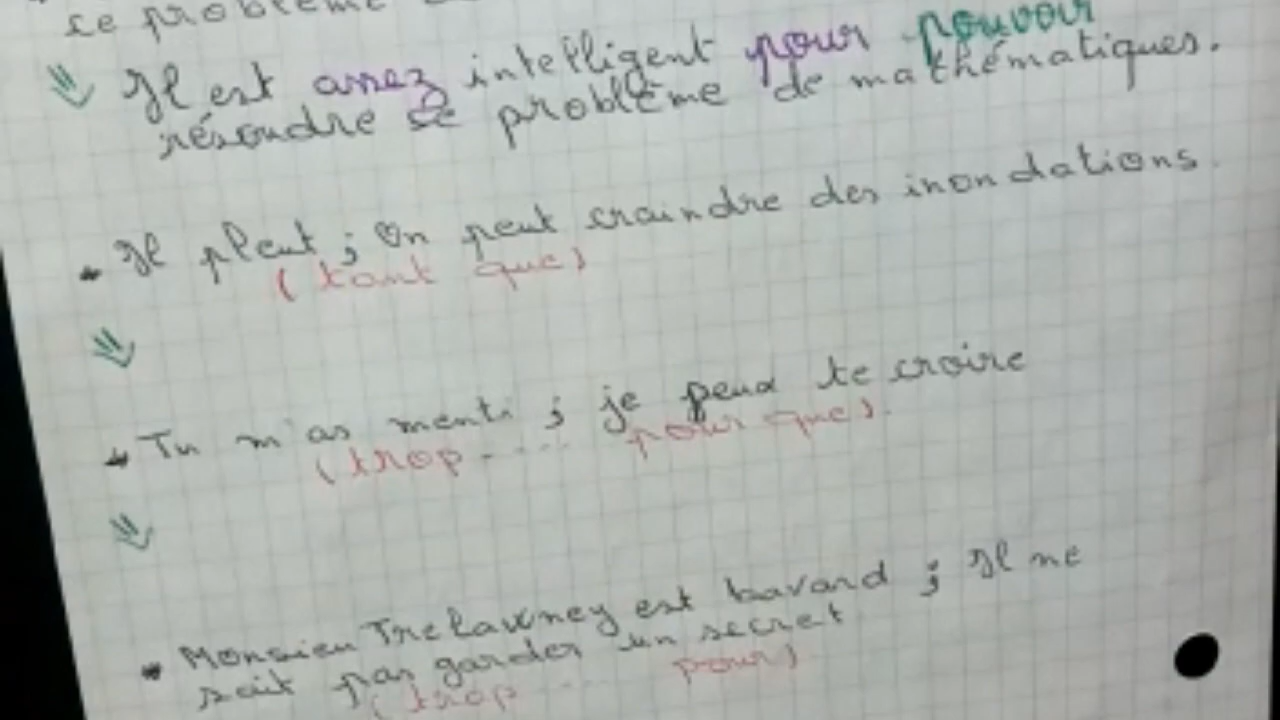 ce problème
Il est assez intelligent pour pouvoir
résoudre ce problème de mathématiques.
Il pleut ; On peut craindre des inondations.
(tant que)
Tu m'as menti ; je peux te croire
(trop ..... pour que).
Monsieur Trelawney est bavard ; Il ne
sait pas garder un secret
(trop ..... pour)